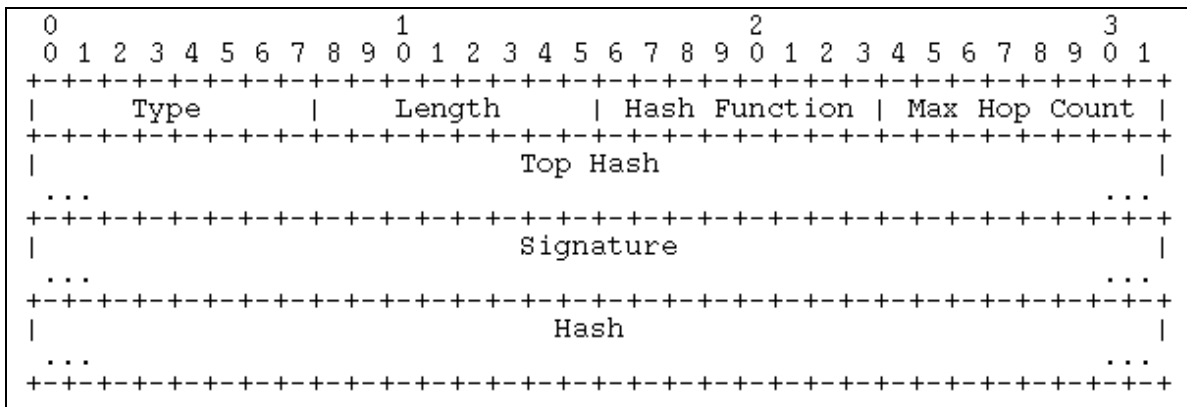 0 1 2 3
0 1 2 3 4 5 6 7 8 9 0 1 2 3 4 5 6 7 8 9 0 1 2 3 4 5 6 7 8 9 0 1
+-+-+-+-+-+-+-+-+-+-+-+-+-+-+-+-+-+-+-+-+-+-+-+-+-+-+-+-+-+-+-+-+
| Type | Length | Hash Function | Max Hop Count |
+-+-+-+-+-+-+-+-+-+-+-+-+-+-+-+-+-+-+-+-+-+-+-+-+-+-+-+-+-+-+-+-+
| Top Hash |
... ...
+-+-+-+-+-+-+-+-+-+-+-+-+-+-+-+-+-+-+-+-+-+-+-+-+-+-+-+-+-+-+-+-+
| Signature |
... ...
+-+-+-+-+-+-+-+-+-+-+-+-+-+-+-+-+-+-+-+-+-+-+-+-+-+-+-+-+-+-+-+-+
| Hash |
... ...
+-+-+-+-+-+-+-+-+-+-+-+-+-+-+-+-+-+-+-+-+-+-+-+-+-+-+-+-+-+-+-+-+